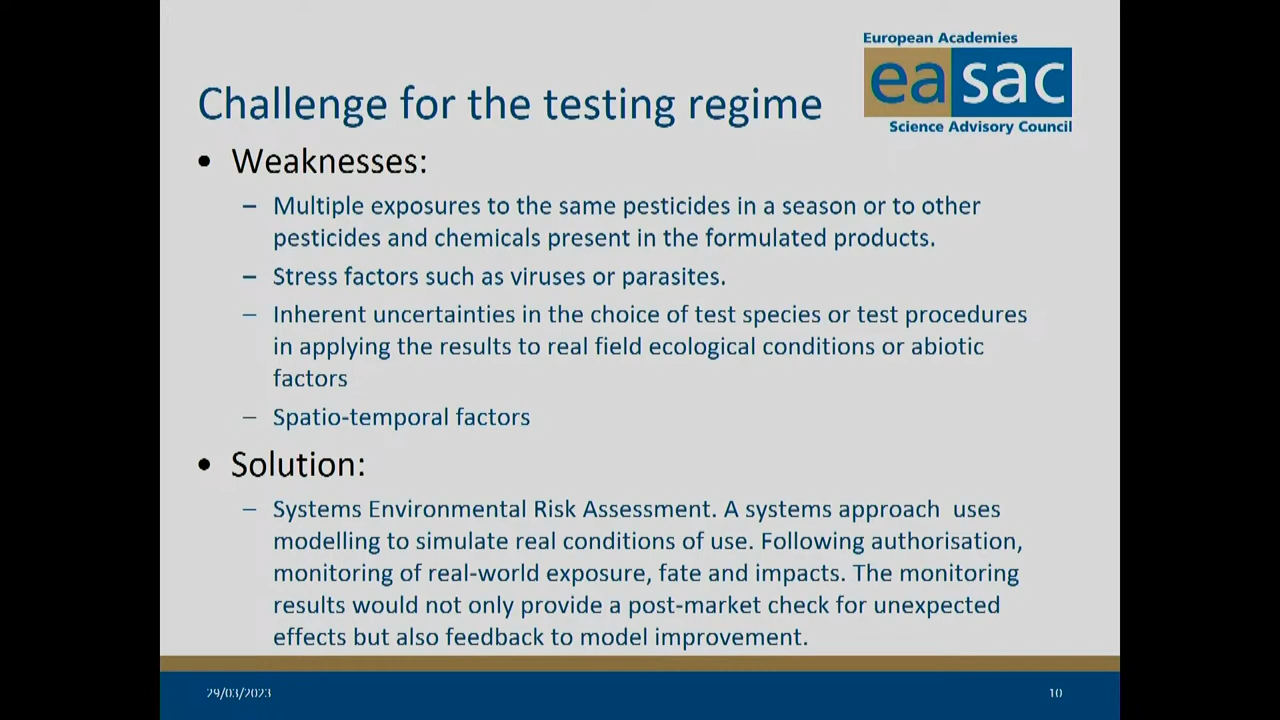 European Academies
easac
Science Advisory Council
Challenge for the testing regime
• Weaknesses:
– Multiple exposures to the same pesticides in a season or to other
pesticides and chemicals present in the formulated products.
– Stress factors such as viruses or parasites.
– Inherent uncertainties in the choice of test species or test procedures
in applying the results to real field ecological conditions or abiotic
factors
– Spatio-temporal factors
• Solution:
– Systems Environmental Risk Assessment. A systems approach uses
modelling to simulate real conditions of use. Following authorisation,
monitoring of real-world exposure, fate and impacts. The monitoring
results would not only provide a post-market check for unexpected
effects but also feedback to model improvement.
29/03/2023
10